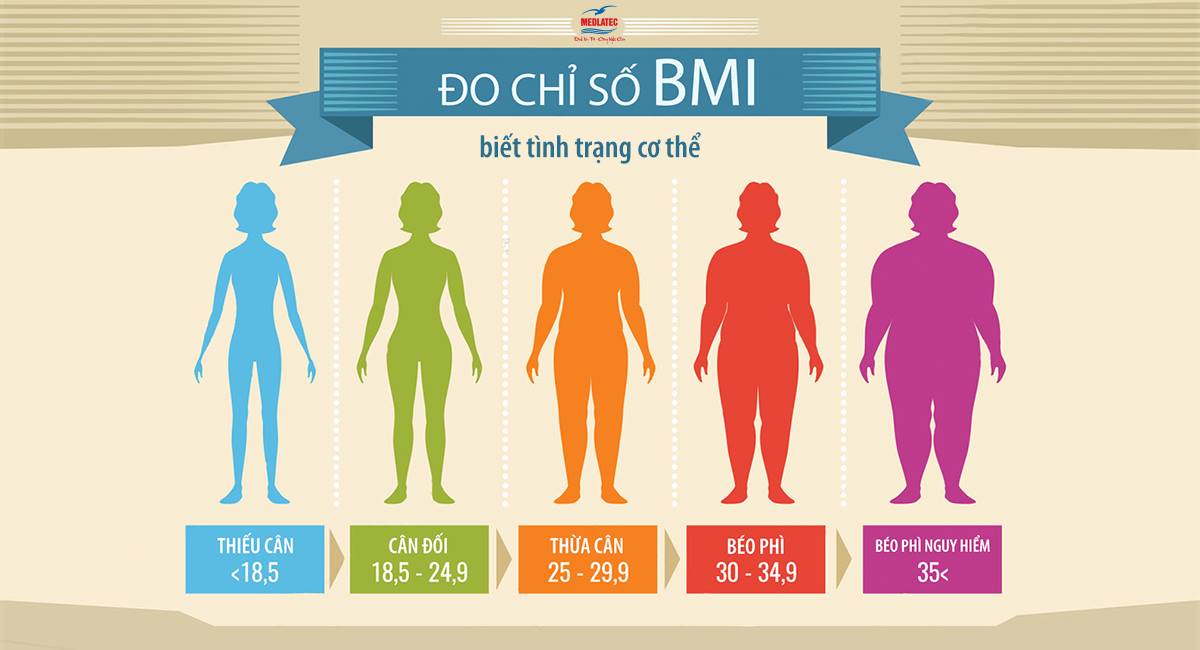 MEDLATEC
ĐO CHỈ SỐ BMI
biết tình trạng cơ thể
THIẾU CÂN
<18,5
CÂN ĐỐI
18,5 - 24,9
THỪA CÂN
25 - 29,9
BÉO PHÌ
30 - 34,9
BÉO PHÌ NGUY HIỂM
35<